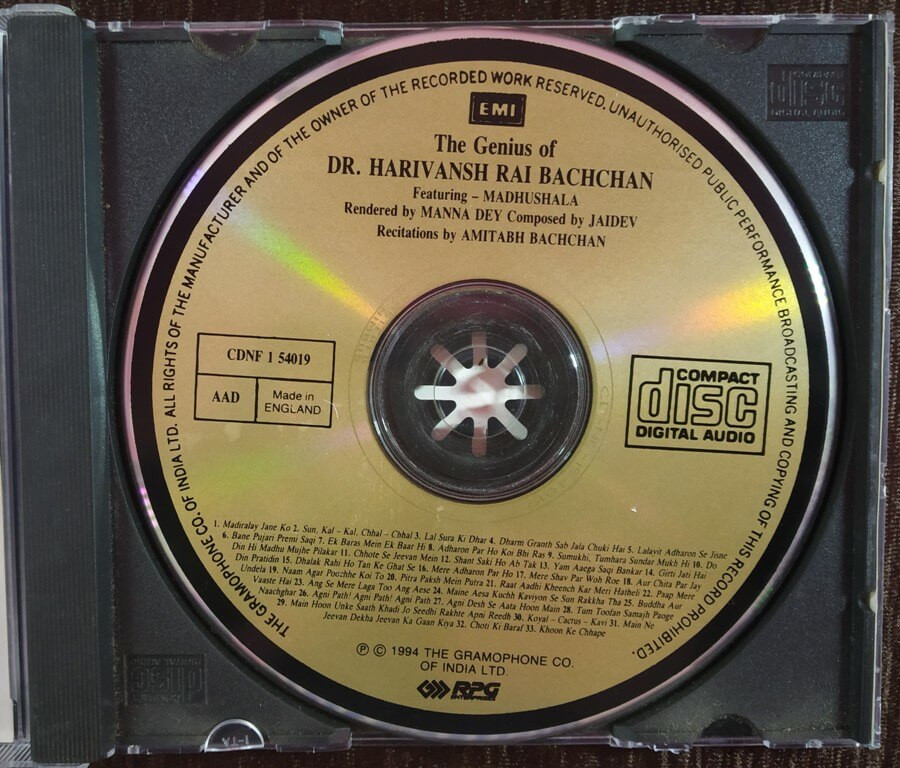 THE GRAMOPHONE CO. OF INDIA LTD. ALL RIGHTS OF THE MANUFACTURER AND OF THE OWNER OF THE RECORDED WORK RESERVED. UNAUTHORISED PUBLIC PERFORMANCE BROADCASTING AND COPYING OF THIS RECORD PROHIBITED.
EMI
The Genius of
DR. HARIVANSH RAI BACHCHAN
Featuring – MADHUSHALA
Rendered by MANNA DEY Composed by JAIDEV
Recitations by AMITABH BACHCHAN
CDNF 1 54019
AAD
Made in
ENGLAND
COMPACT
disc
DIGITAL AUDIO
1. Madiralay Jane Ko 2. Sun, Kal – Kal, Chhal – Chhal 3. Lal Sura Ki Dhar 4. Dharm Granth Sab Jala Chuki Hai 5. Lalayit Adharon Se Jisne
6. Bane Pujari Premi Saqi 7. Ek Baras Mein Ek Baar Hi 8. Adharon Par Ho Koi Bhi Ras 9. Sumukhi, Tumhara Sundar Mukh Hi 10. Do
Din Hi Madhu Mujhe Pilakar 11. Chhote Se Jeevan Mein 12. Shant Saki Ho Ab Tak 13. Yam Aaega Saqi Bankar 14. Girti Jati Hai
Din Pratidin 15. Dhalak Rahi Ho Tan Ke Ghat Se 16. Mere Adharon Par Ho 17. Mere Shav Par Woh Roe 18. Aur Chita Par Jay
Undela 19. Naam Agar Poozhhe Koi To 20. Pitra Paksh Mein Putra 21. Raat Aadhi Kheench Kar Meri Hatheli 22. Paap Mere
Vaaste Hai 23. Ang Se Mere Laga Too Ang Aese 24. Maine Aesa Kuchh Kaviyon Se Sun Rakkha Tha 25. Buddha Aur
Naachghar 26. Agni Path! Agni Path! Agni Path 27. Agni Desh Se Aata Hoon Main 28. Tum Toofan Samajh Paoge
29. Main Hoon Unke Saath Khadi Jo Seedhi Rakhte Apni Reedh 30. Koyal – Cactus – Kavi 31. Main Ne
Jeevan Dekha Jeevan Ka Gaan Kiya 32. Choti Ki Baraf 33. Khoon Ke Chhape
Ⓟ © 1994 THE GRAMOPHONE CO.
OF INDIA LTD.
RPG
ENTERPRISES